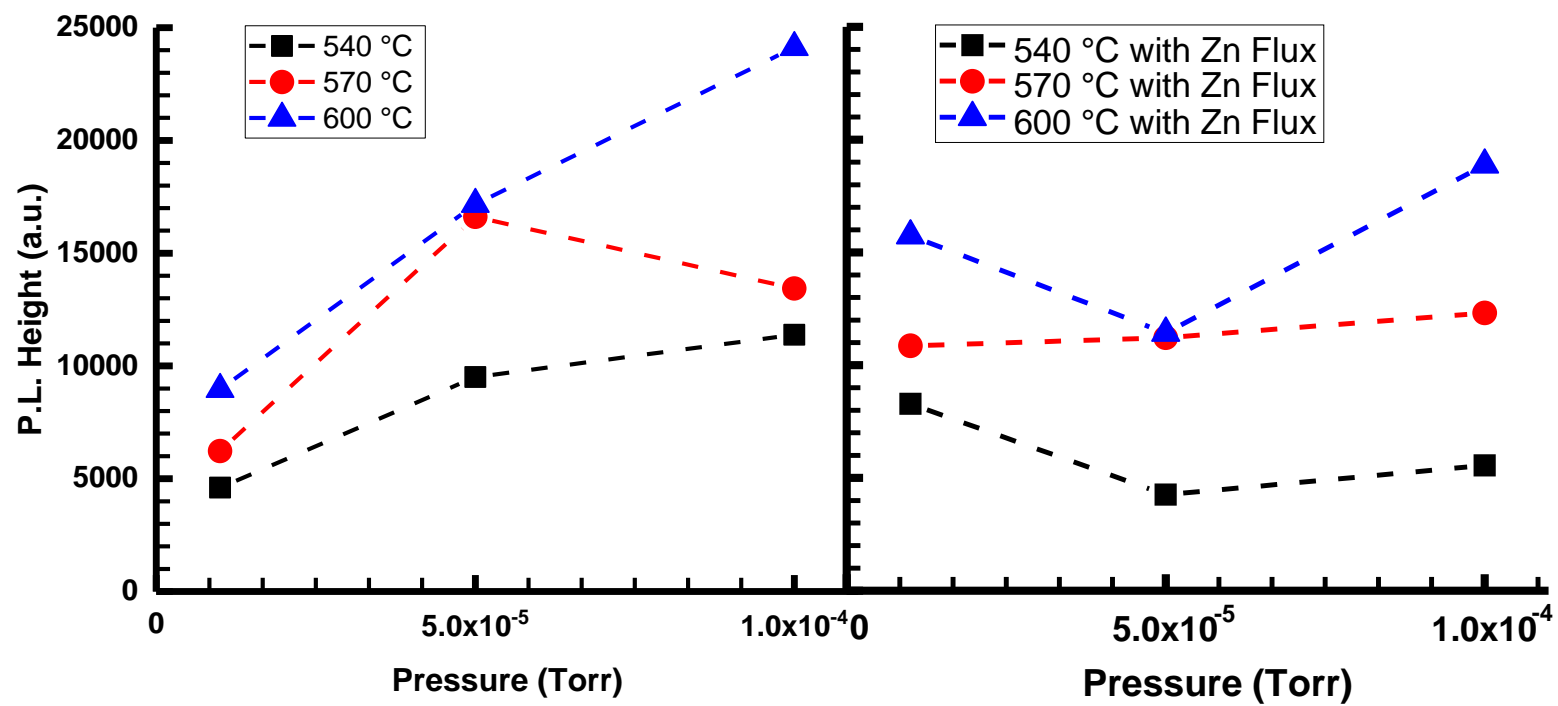 P.L. Height (a.u.)
25000
20000
15000
10000
5000
0
540 °C
570 °C
600 °C
0
5.0x10⁻⁵
1.0x10⁻⁴
Pressure (Torr)
540 °C with Zn Flux
570 °C with Zn Flux
600 °C with Zn Flux
0
5.0x10⁻⁵
1.0x10⁻⁴
Pressure (Torr)